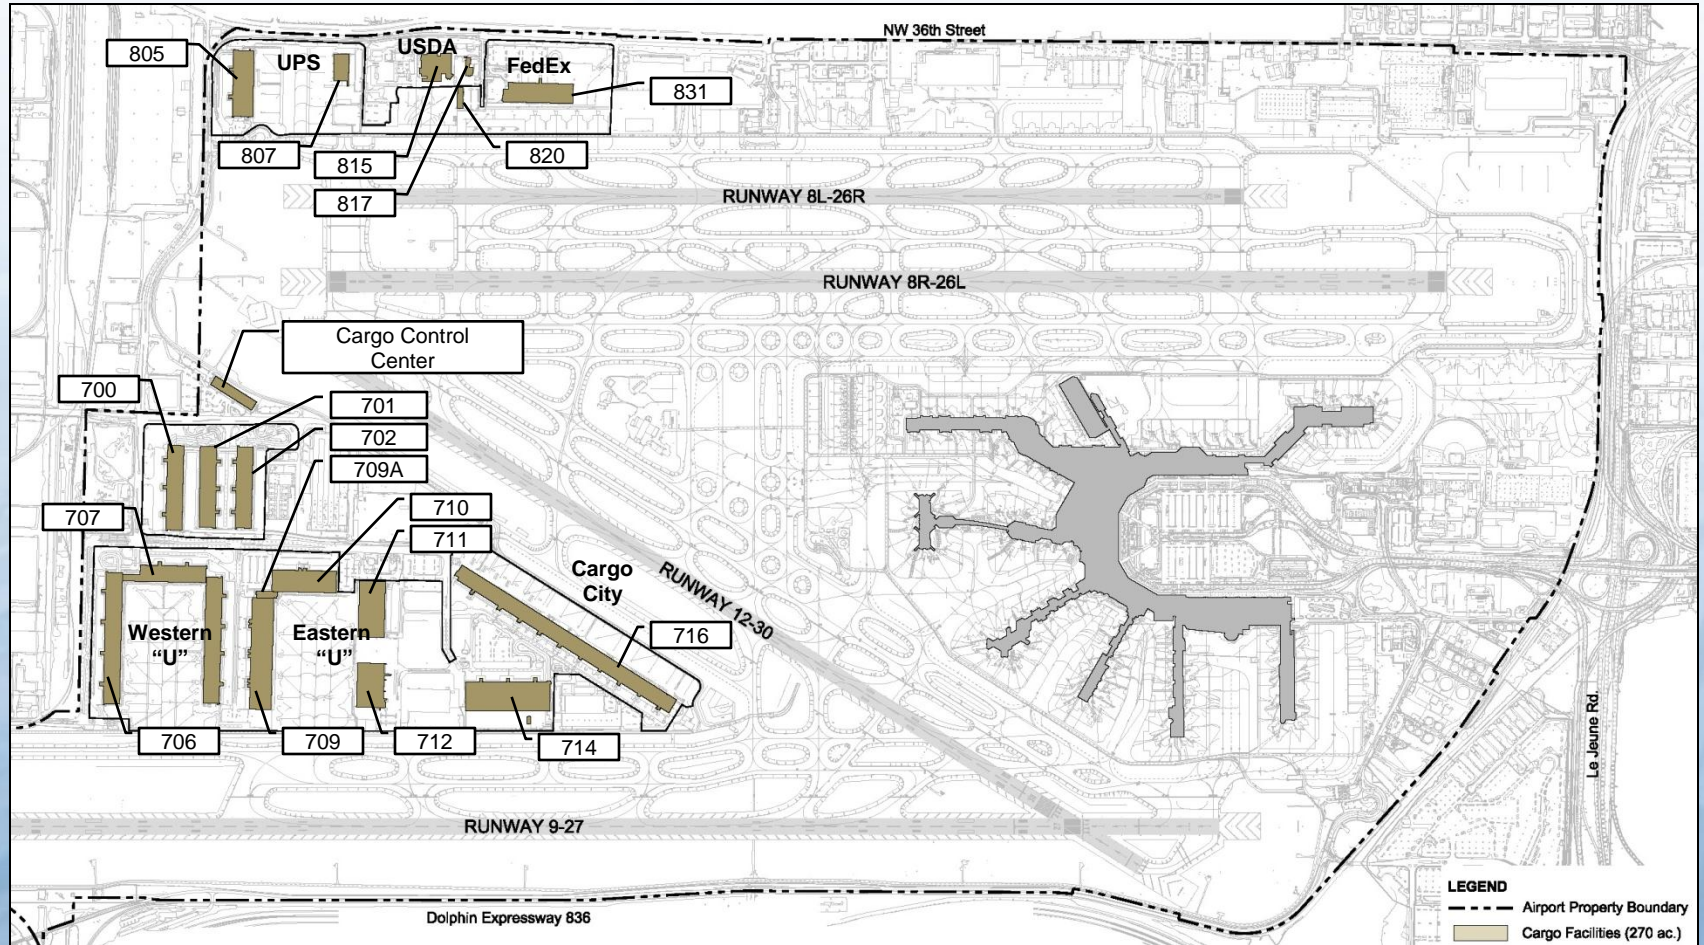 NW 36th Street
805
UPS
USDA
FedEx
831
807
815
820
817
RUNWAY 8L-26R
RUNWAY 8R-26L
Cargo Control
Center
700
701
702
709A
707
710
711
Cargo
City
RUNWAY 12-30
716
Western
“U”
Eastern
“U”
706
709
712
714
RUNWAY 9-27
Le Jeune Rd.
Dolphin Expressway 836
LEGEND
Airport Property Boundary
Cargo Facilities (270 ac.)